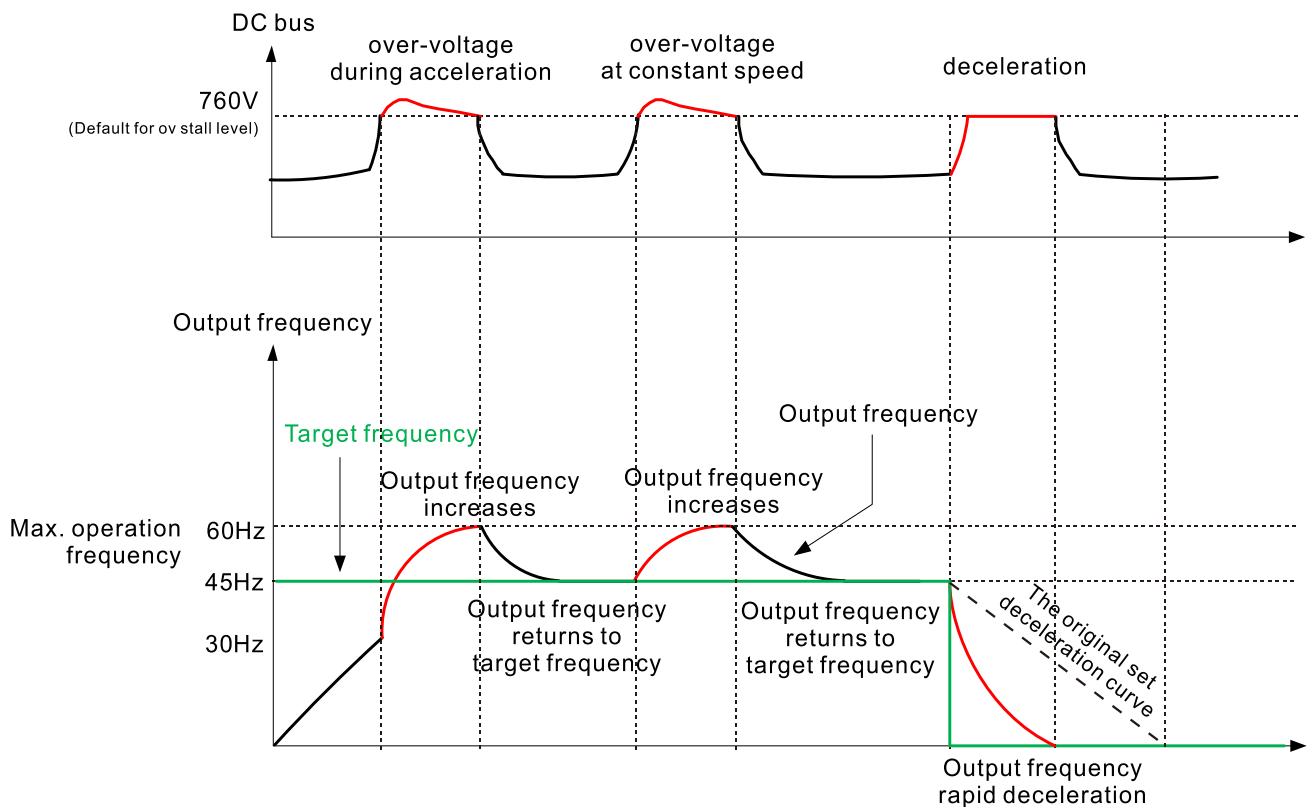 DC bus
over-voltage
during acceleration
over-voltage
at constant speed
deceleration
760V
(Default for ov stall level)
Output frequency
Target frequency
Output frequency
Output frequency
increases
Output frequency
increases
Max. operation
frequency
60Hz
45Hz
30Hz
Output frequency
returns to
target frequency
Output frequency
returns to
target frequency
The original set
deceleration curve
Output frequency
rapid deceleration